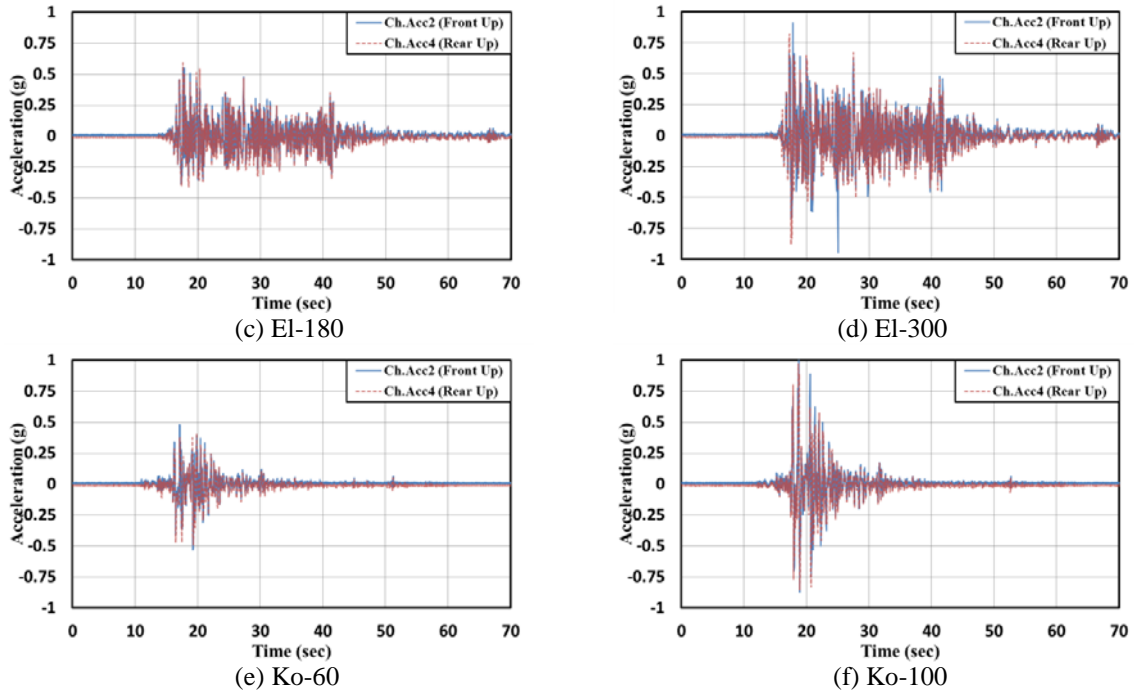 1
0.75
0.5
0.25
0
-0.25
-0.5
-0.75
-1
Acceleration (g)
Ch.Acc2 (Front Up)
Ch.Acc4 (Rear Up)
0 10 20 30 40 50 60 70
Time (sec)
(c) El-180
1
0.75
0.5
0.25
0
-0.25
-0.5
-0.75
-1
Acceleration (g)
Ch.Acc2 (Front Up)
Ch.Acc4 (Rear Up)
0 10 20 30 40 50 60 70
Time (sec)
(d) El-300
1
0.75
0.5
0.25
0
-0.25
-0.5
-0.75
-1
Acceleration (g)
Ch.Acc2 (Front Up)
Ch.Acc4 (Rear Up)
0 10 20 30 40 50 60 70
Time (sec)
(e) Ko-60
1
0.75
0.5
0.25
0
-0.25
-0.5
-0.75
-1
Acceleration (g)
Ch.Acc2 (Front Up)
Ch.Acc4 (Rear Up)
0 10 20 30 40 50 60 70
Time (sec)
(f) Ko-100